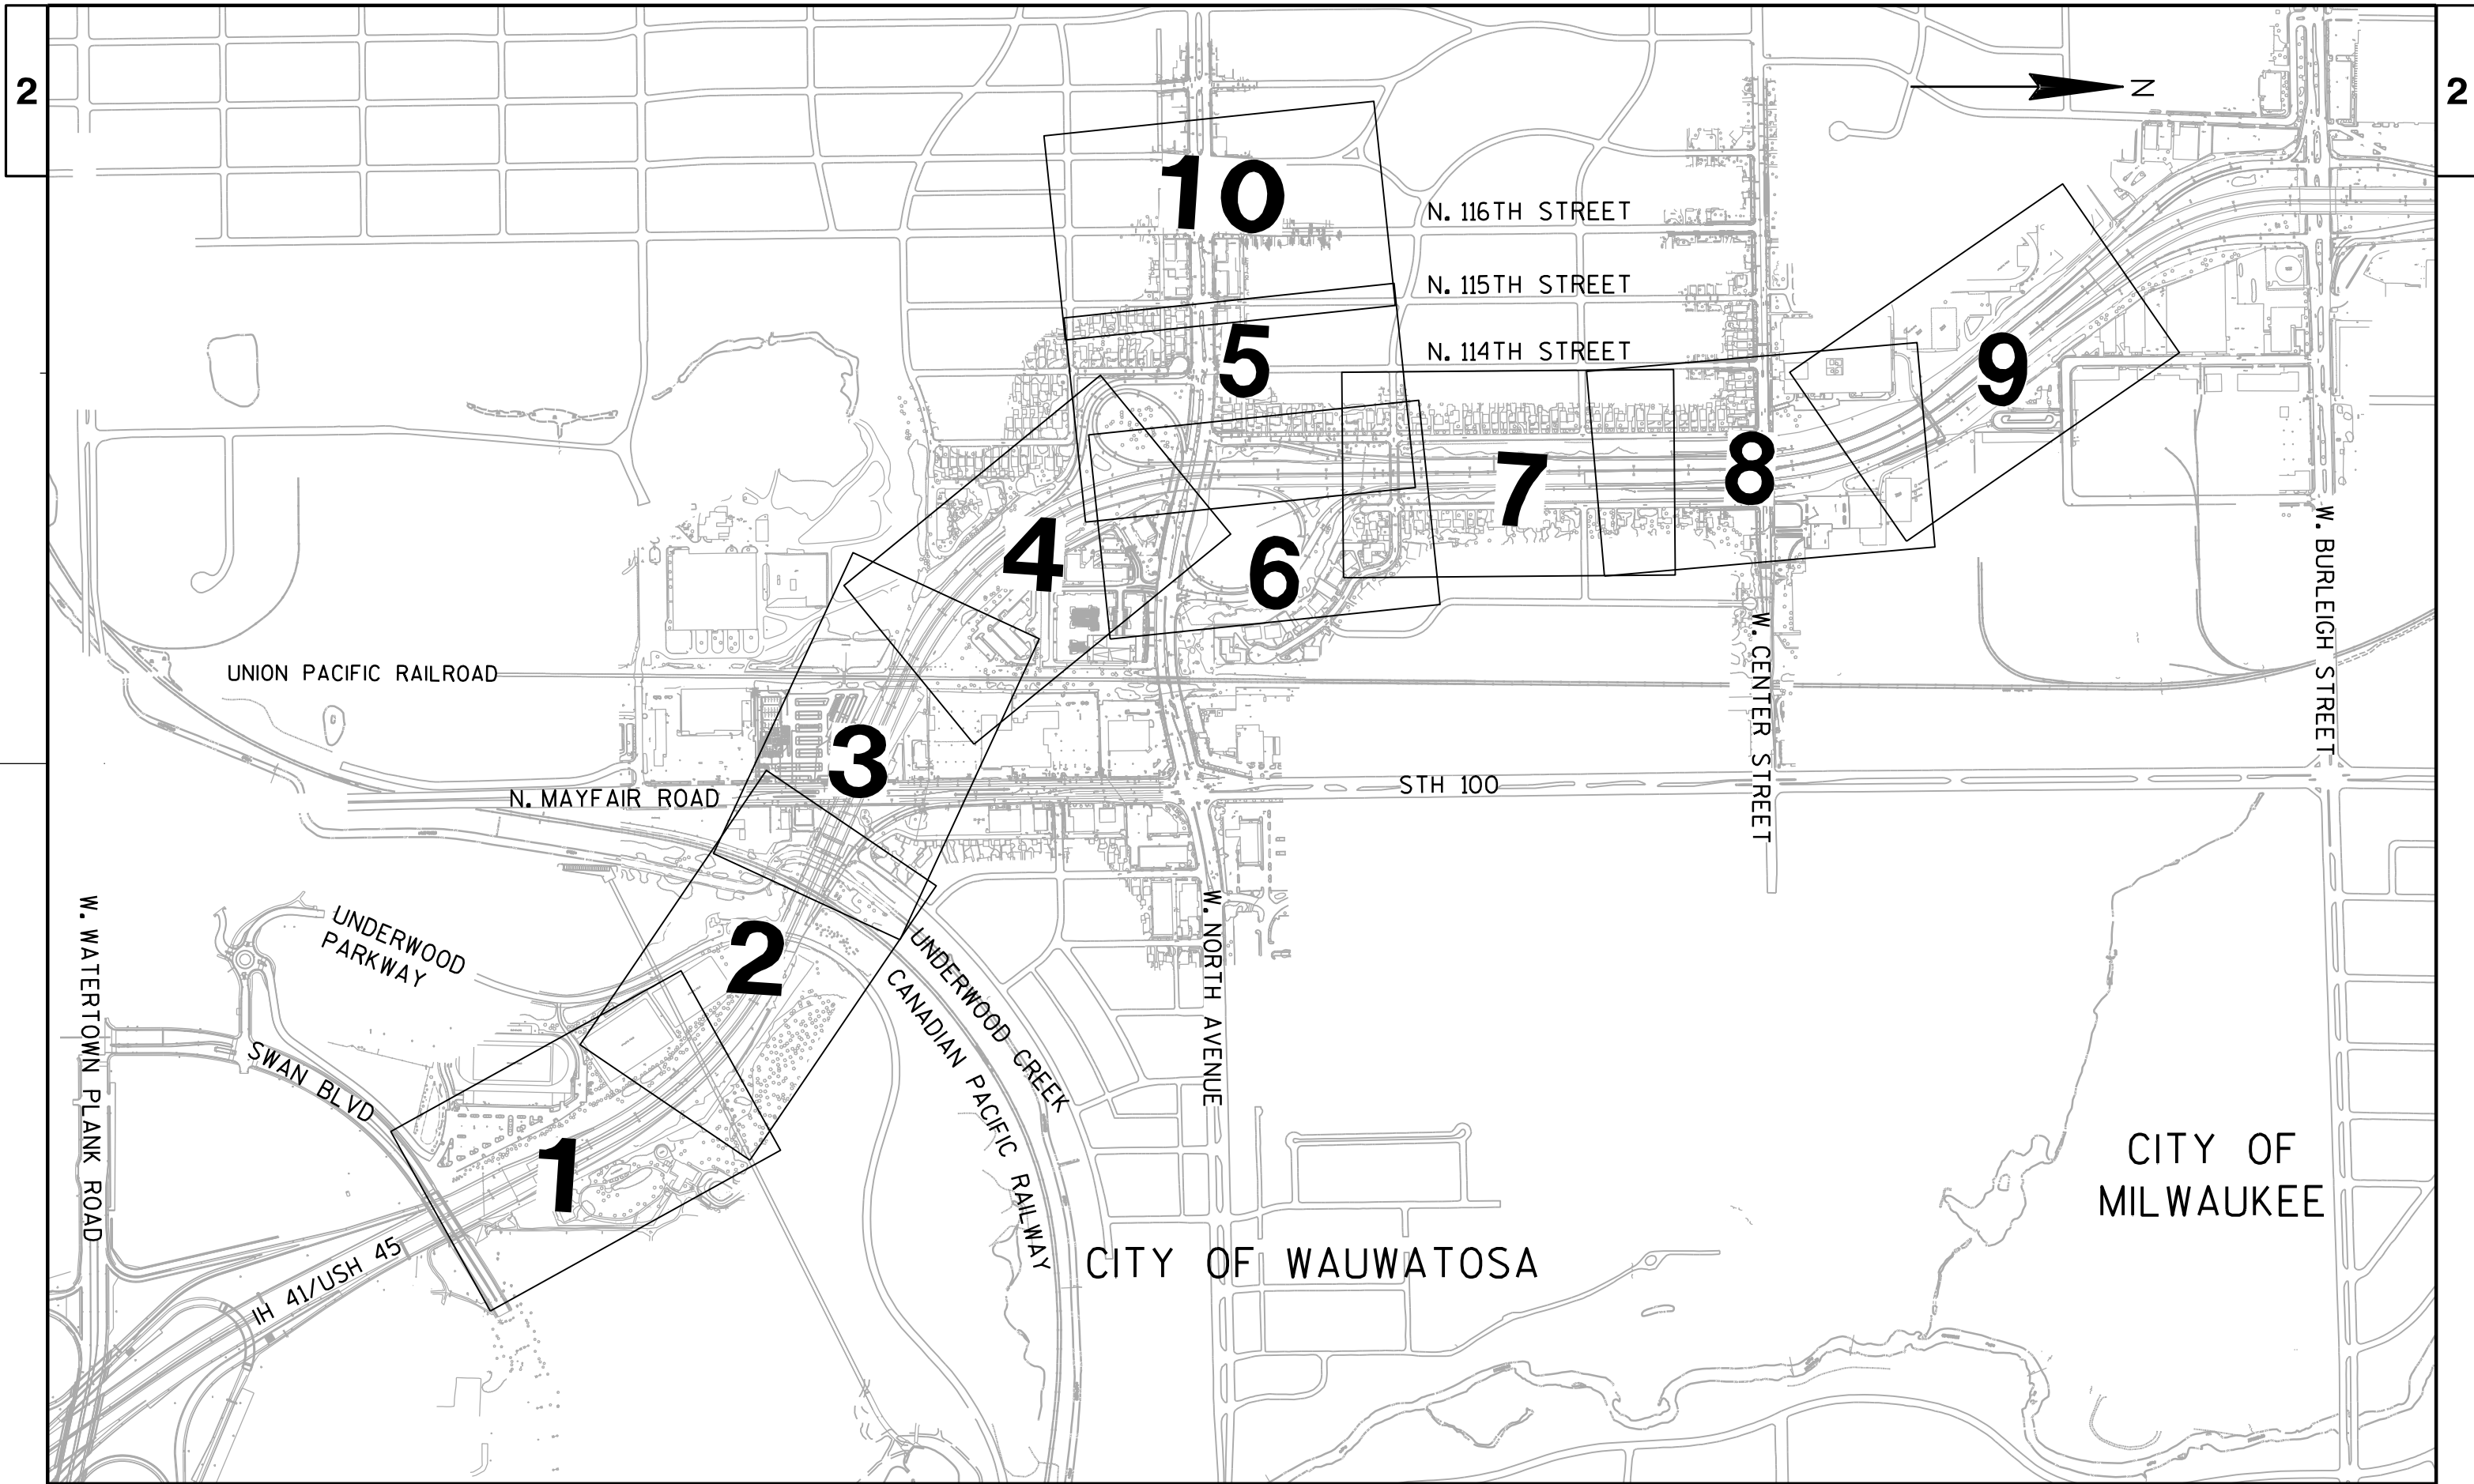 2
2
N
10
N. 116TH STREET
N. 115TH STREET
5
N. 114TH STREET
9
8
7
4
6
W. BURLEIGH STREET
UNION PACIFIC RAILROAD
W. CENTER STREET
3
N. MAYFAIR ROAD
STH 100
W. WATERTOWN PLANK ROAD
UNDERWOOD
PARKWAY
2
W. NORTH AVENUE
UNDERWOOD CREEK
CANADIAN PACIFIC RAILWAY
SWAN BLVD
1
CITY OF
MILWAUKEE
IH 41/USH 45
CITY OF WAUWATOSA